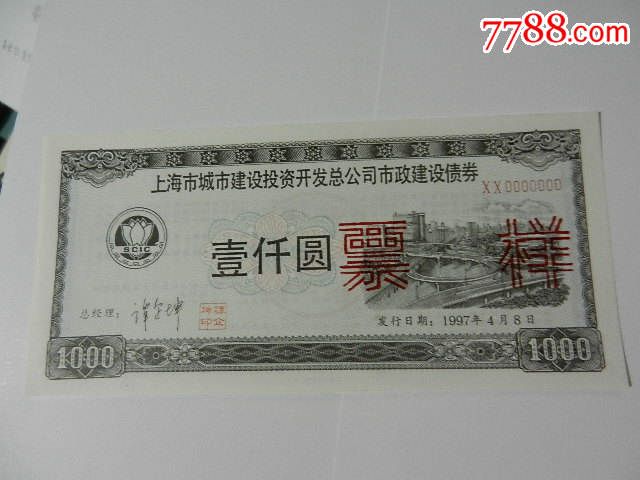 7788.com
上海市城市建设投资开发总公司市政建设债券
XX0000000
SCIC
壹仟圆
票样
总经理:
发行日期: 1997年4月8日
1000
1000